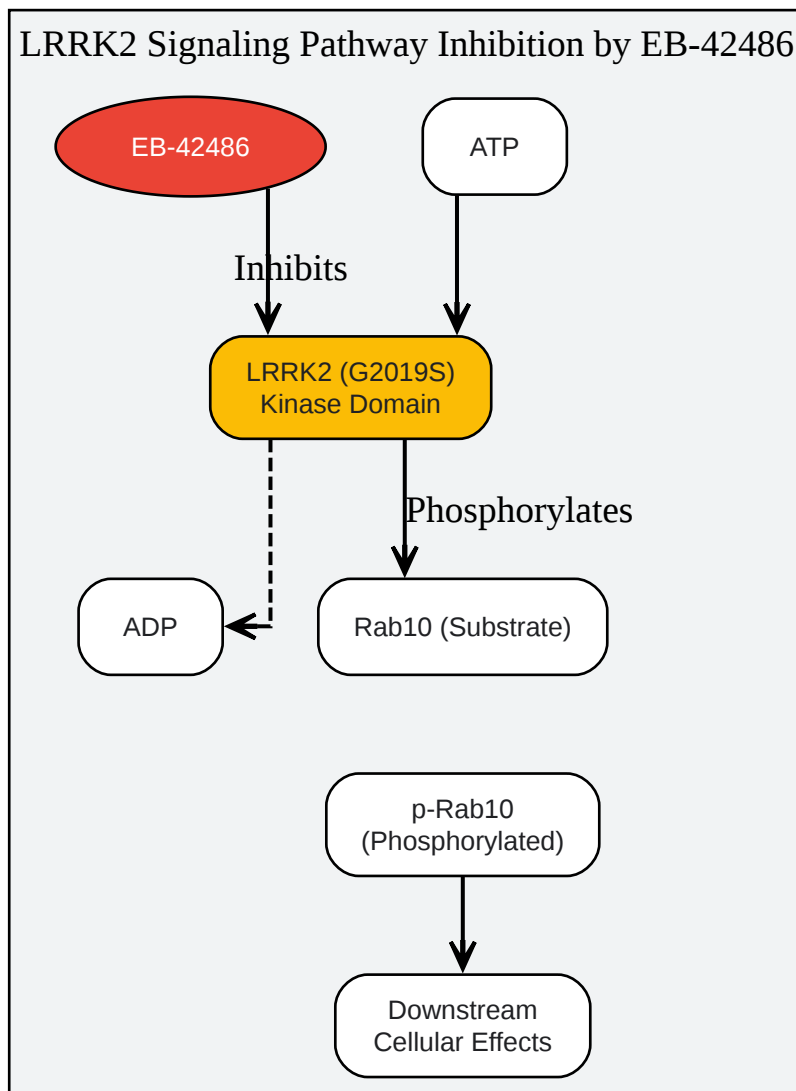 LRRK2 Signaling Pathway Inhibition by EB-42486
EB-42486
ATP
Inhibits
LRRK2 (G2019S)
Kinase Domain
Phosphorylates
ADP
Rab10 (Substrate)
p-Rab10
(Phosphorylated)
Downstream
Cellular Effects